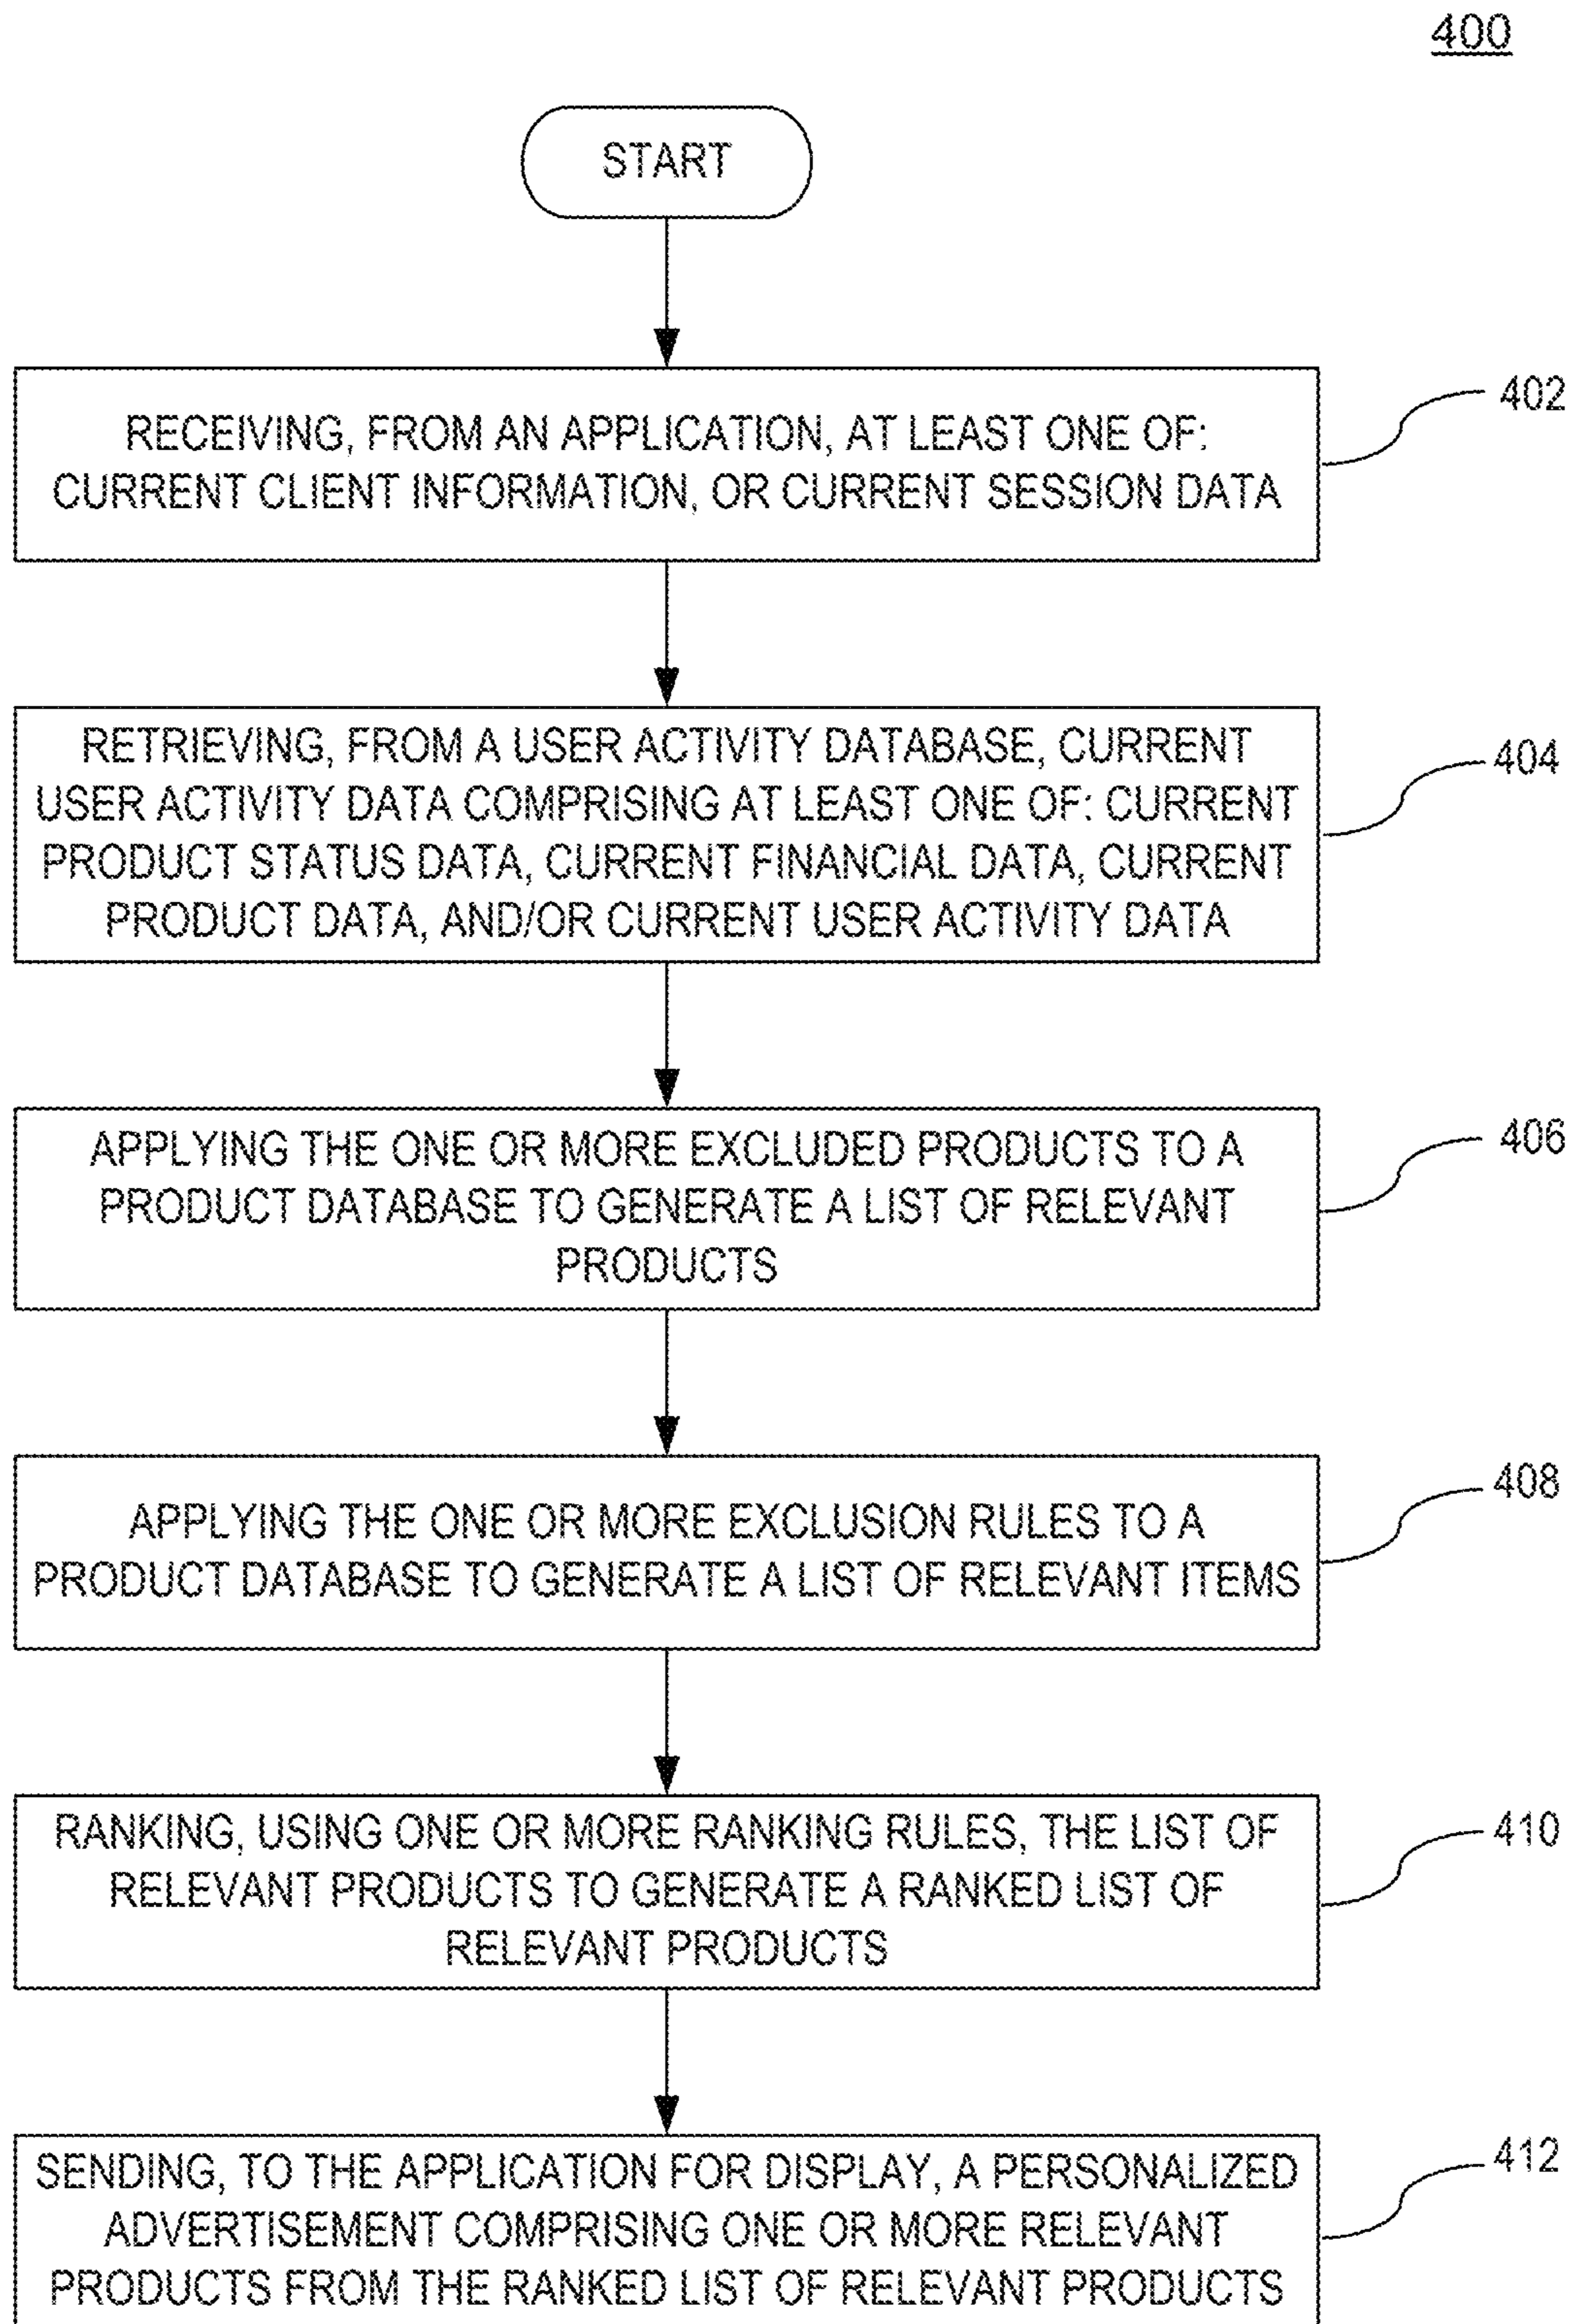 400
START
RECEIVING, FROM AN APPLICATION, AT LEAST ONE OF:
CURRENT CLIENT INFORMATION, OR CURRENT SESSION DATA
402
RETRIEVING, FROM A USER ACTIVITY DATABASE, CURRENT
USER ACTIVITY DATA COMPRISING AT LEAST ONE OF: CURRENT
PRODUCT STATUS DATA, CURRENT FINANCIAL DATA, CURRENT
PRODUCT DATA, AND/OR CURRENT USER ACTIVITY DATA
404
APPLYING THE ONE OR MORE EXCLUDED PRODUCTS TO A
PRODUCT DATABASE TO GENERATE A LIST OF RELEVANT
PRODUCTS
406
APPLYING THE ONE OR MORE EXCLUSION RULES TO A
PRODUCT DATABASE TO GENERATE A LIST OF RELEVANT ITEMS
408
RANKING, USING ONE OR MORE RANKING RULES, THE LIST OF
RELEVANT PRODUCTS TO GENERATE A RANKED LIST OF
RELEVANT PRODUCTS
410
SENDING, TO THE APPLICATION FOR DISPLAY, A PERSONALIZED
ADVERTISEMENT COMPRISING ONE OR MORE RELEVANT
PRODUCTS FROM THE RANKED LIST OF RELEVANT PRODUCTS
412